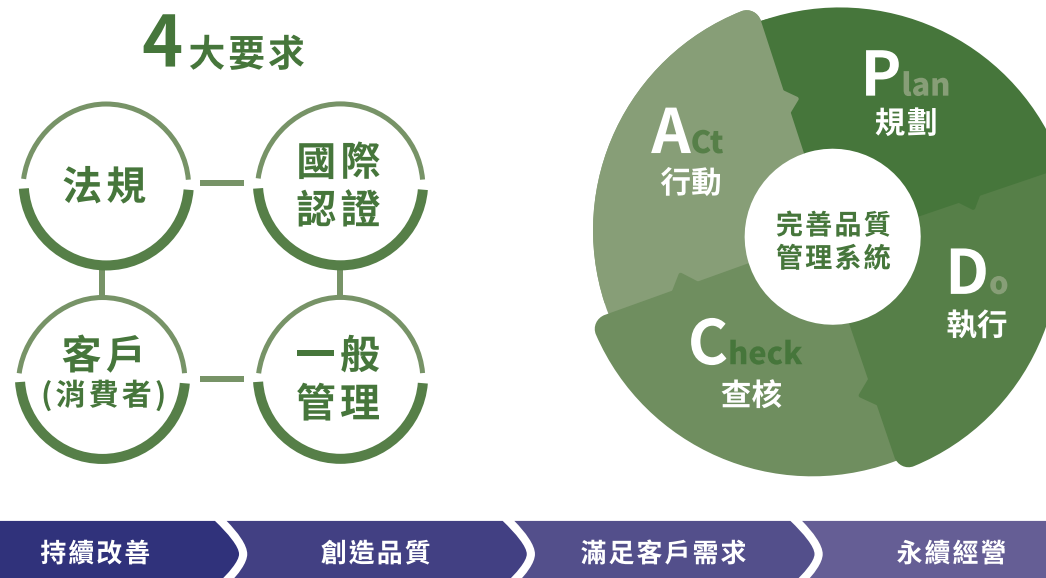 4大要求
法規
國際
認證
客戶
(消費者)
一般
管理
Plan
規劃
Do
執行
Check
查核
Act
行動
完善品質
管理系統
持續改善
創造品質
滿足客戶需求
永續經營